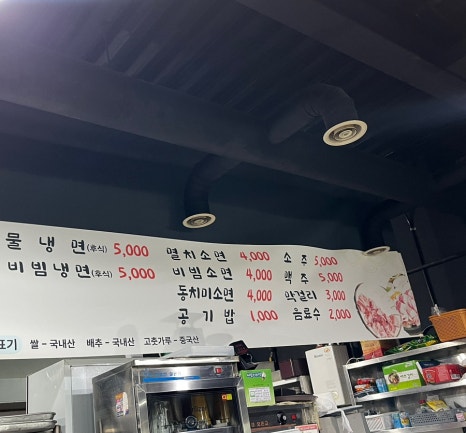 물냉면(후식) 5,000
비빔냉면(후식) 5,000
멸치소면 4,000
비빔소면 4,000
동치미소면 4,000
공기밥 1,000
소주 5,000
맥주 5,000
막걸리 3,000
음료수 2,000
표기 쌀-국내산 배추-국내산 고춧가루-중국산